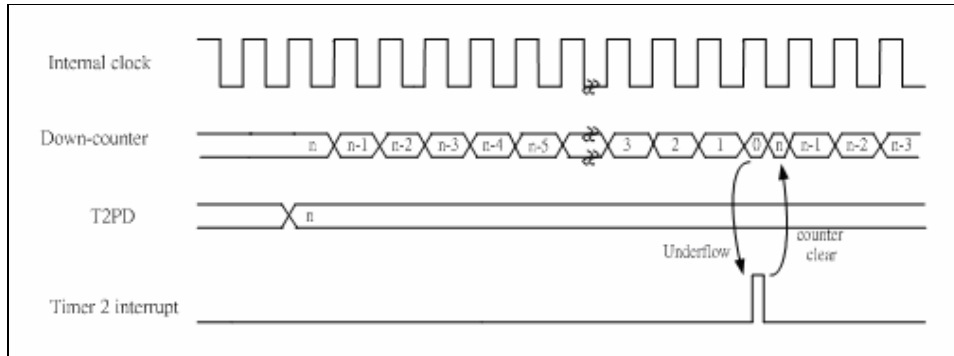 Internal clock
Down-counter n n-1 n-2 n-3 n-4 n-5 3 2 1 0 n n-1 n-2 n-3
T2PD n
Underflow
counter
clear
Timer 2 interrupt